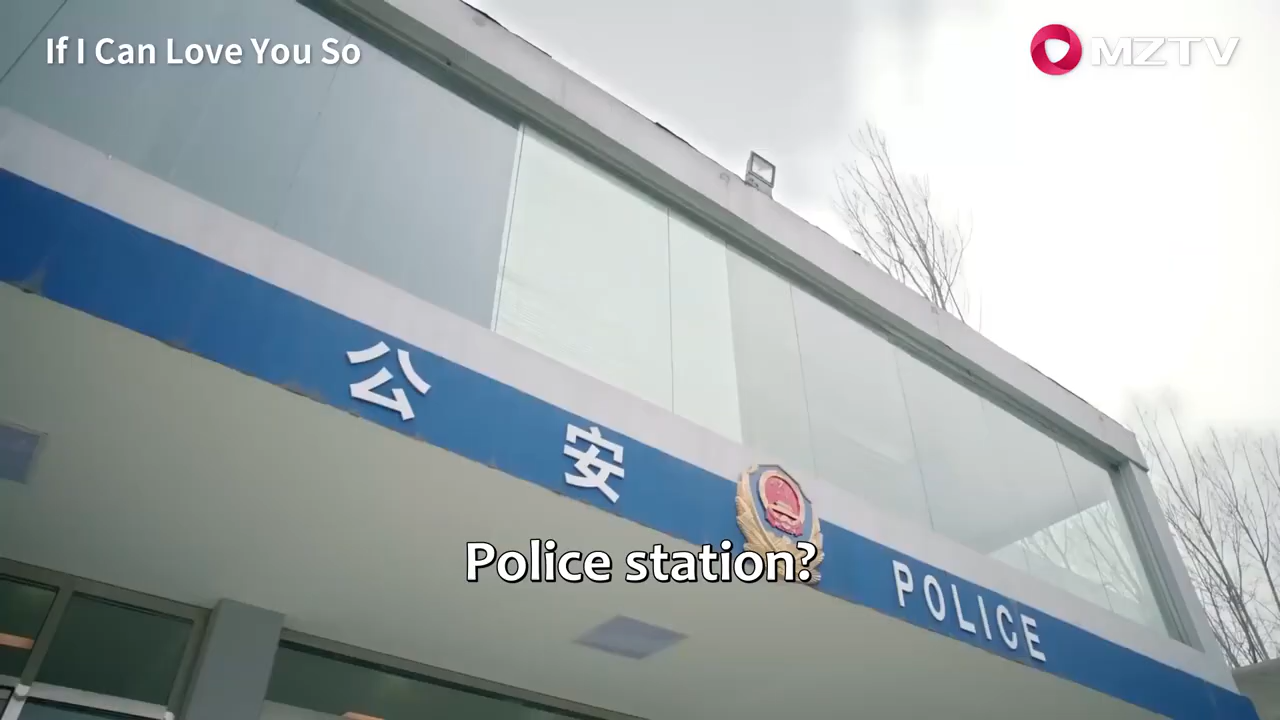 If I Can Love You So
MZTV
公安
POLICE
Police station?